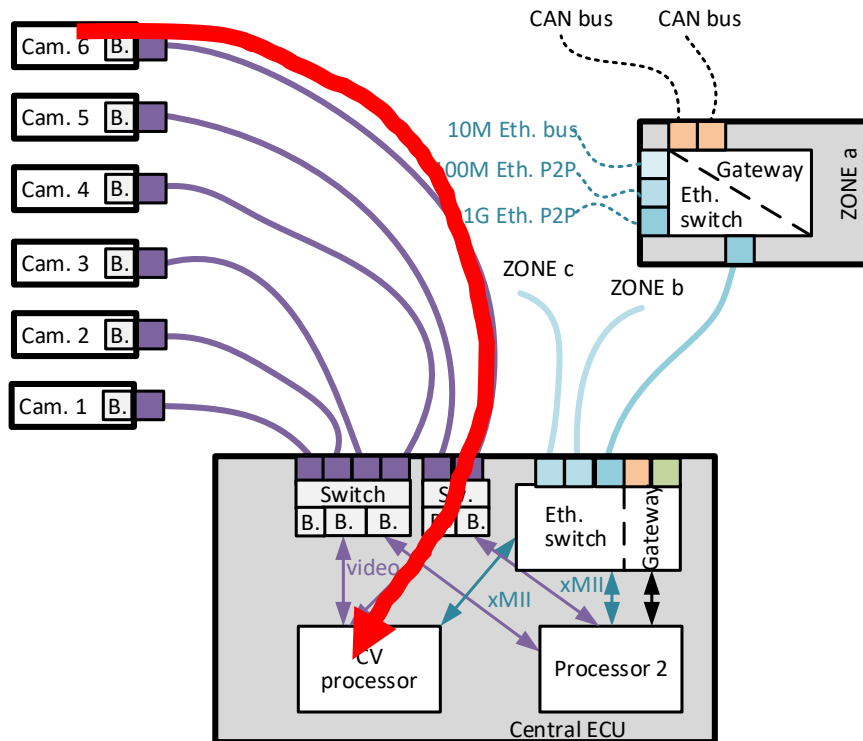 CAN bus
CAN bus
Cam. 6
B.
Cam. 5
B.
Cam. 4
B.
Cam. 3
B.
Cam. 2
B.
Cam. 1
B.
10M Eth. bus
100M Eth. P2P
1G Eth. P2P
Gateway
Eth.
switch
ZONE a
ZONE c
ZONE b
Switch
B.
B.
B.
B.
Eth.
switch
Gateway
video
xMII
xMII
CV
processor
Processor 2
Central ECU